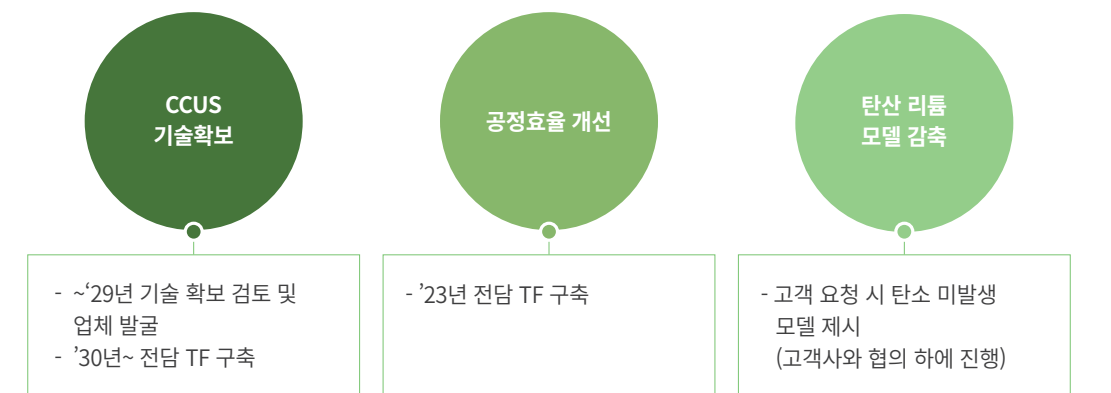 CCUS
기술확보
- ~‘29년 기술 확보 검토 및
업체 발굴
- ’30년~ 전담 TF 구축
공정효율 개선
- ’23년 전담 TF 구축
탄산 리튬
모델 감축
- 고객 요청 시 탄소 미발생
모델 제시
(고객사와 협의 하에 진행)